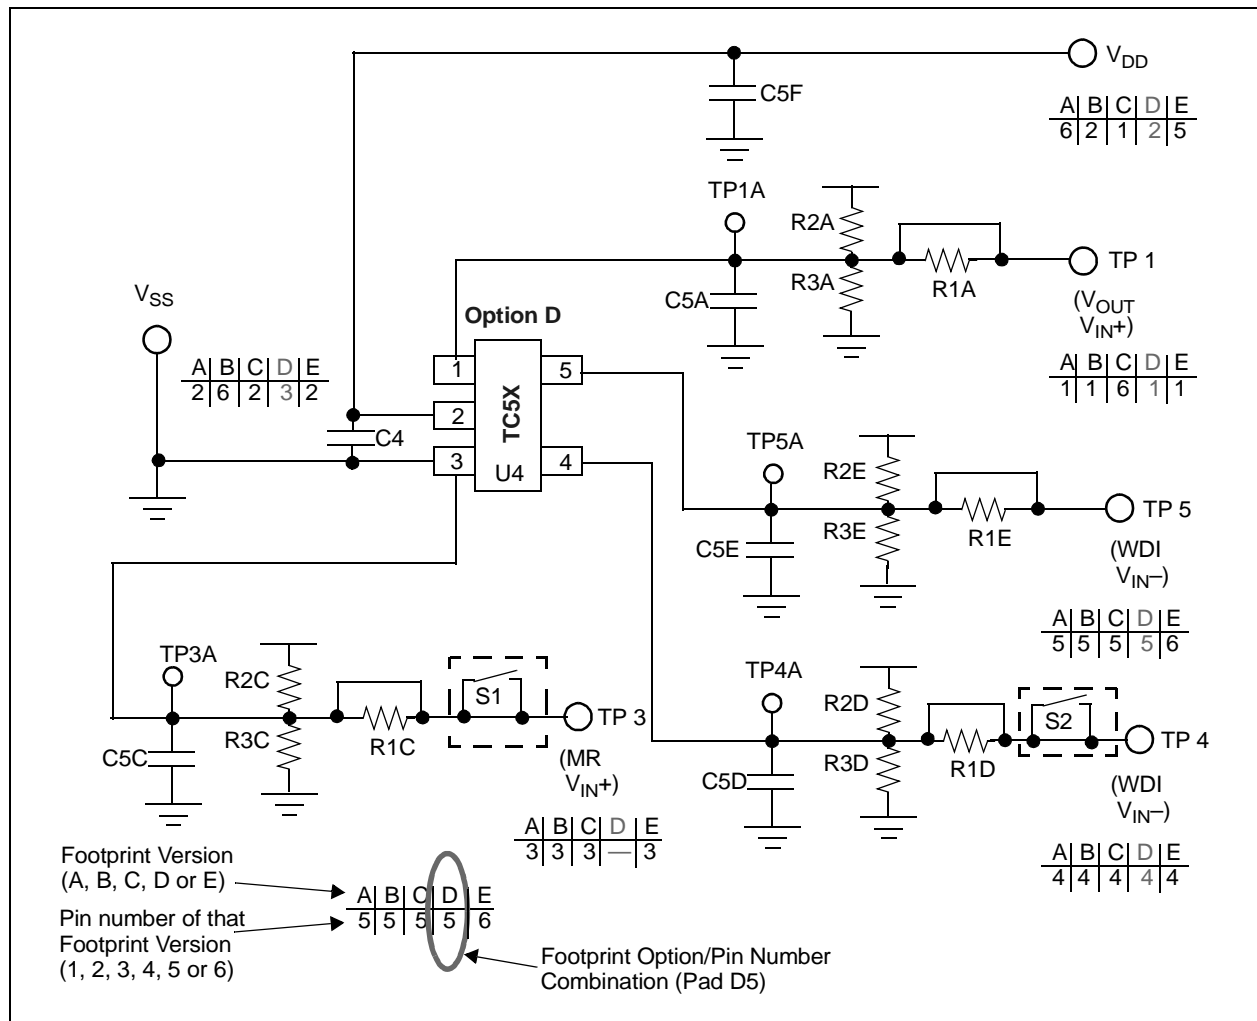 V_DD
C5F
A B C D E
6 2 1 2 5
TP1A
R2A
R3A
R1A
TP 1
C5A
(V_OUT
V_IN+)
V_SS
Option D
A B C D E
2 6 2 3 2
A B C D E
1 1 6 1 1
1
5
2
TC5X
C4
3
U4
4
TP5A
R2E
R3E
R1E
TP 5
C5E
(WDI
V_IN–)
A B C D E
5 5 5 5 6
TP3A
R2C
S1
TP 3
R3C
R1C
C5C
(MR
V_IN+)
A B C D E
3 3 3 — 3
TP4A
R2D
S2
TP 4
R3D
R1D
C5D
(WDI
V_IN–)
A B C D E
4 4 4 4 4
Footprint Version
(A, B, C, D or E)
Pin number of that
Footprint Version
(1, 2, 3, 4, 5 or 6)
A B C D E
5 5 5 5 6
Footprint Option/Pin Number
Combination (Pad D5)